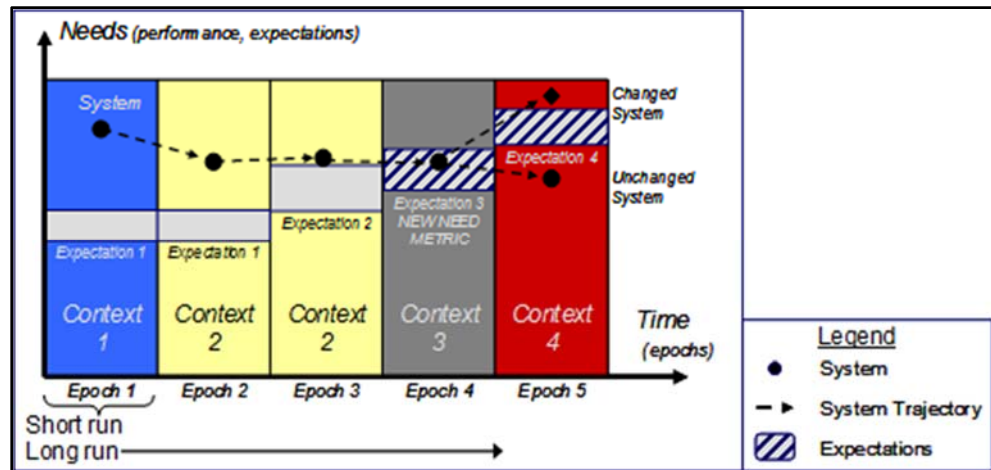 Needs (performance, expectations)
System
Changed
System
Unchanged
System
Expectation 1
Expectation 1
Expectation 2
Expectation 3
NEW NEED
METRIC
Expectation 4
Context
1
Context
2
Context
2
Context
3
Context
4
Time
(epochs)
Epoch 1
Epoch 2
Epoch 3
Epoch 4
Epoch 5
Short run
Long run
Legend
System
System Trajectory
Expectations